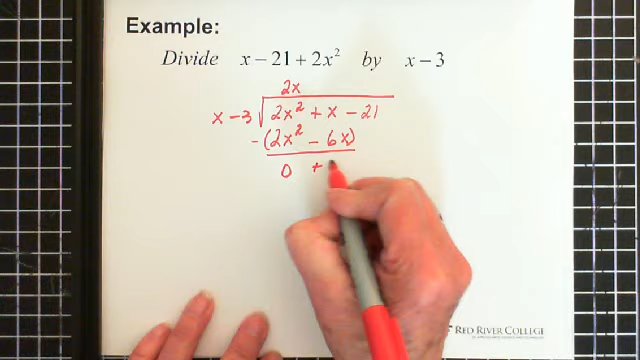 Example:
Divide x − 21 + 2x² by x − 3
2x
x − 3 √ 2x² + x − 21
− (2x² − 6x)
0 +
RED RIVER COLLEGE